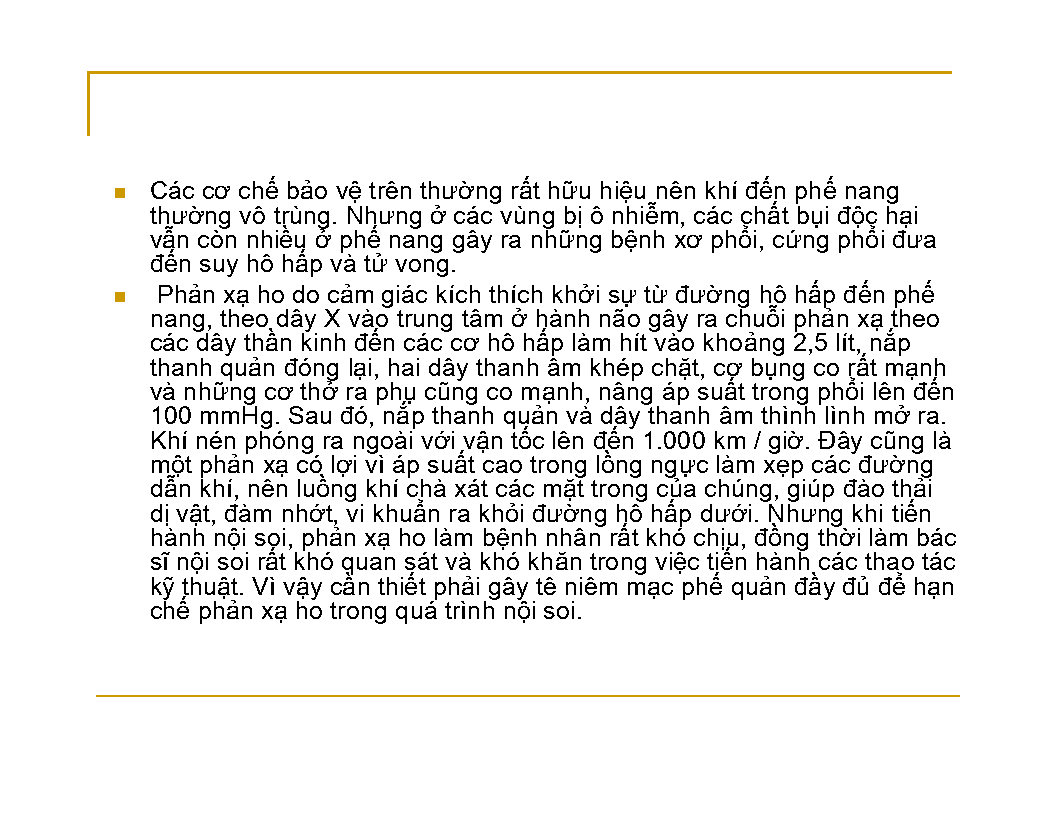 Các cơ chế bảo vệ trên thường rất hữu hiệu nên khí đến phế nang
thường vô trùng. Nhưng ở các vùng bị ô nhiễm, các chất bụi độc hại
vẫn còn nhiều ở phế nang gây ra những bệnh xơ phổi, cứng phổi đưa
đến suy hô hấp và tử vong.
Phản xạ ho do cảm giác kích thích khởi sự từ đường hô hấp đến phế
nang, theo dây X vào trung tâm ở hành não gây ra chuỗi phản xạ theo
các dây thần kinh đến các cơ hô hấp làm hít vào khoảng 2,5 lít, nắp
thanh quản đóng lại, hai dây thanh âm khép chặt, cơ bụng co rất mạnh
và những cơ thở ra phụ cũng co mạnh, nâng áp suất trong phổi lên đến
100 mmHg. Sau đó, nắp thanh quản và dây thanh âm thình lình mở ra.
Khí nén phóng ra ngoài với vận tốc lên đến 1.000 km / giờ. Đây cũng là
một phản xạ có lợi vì áp suất cao trong lồng ngực làm xẹp các đường
dẫn khí, nên luồng khí chà xát các mặt trong của chúng, giúp đào thải
dị vật, đàm nhớt, vi khuẩn ra khỏi đường hô hấp dưới. Nhưng khi tiến
hành nội soi, phản xạ ho làm bệnh nhân rất khó chịu, đồng thời làm bác
sĩ nội soi rất khó quan sát và khó khăn trong việc tiến hành các thao tác
kỹ thuật. Vì vậy cần thiết phải gây tê niêm mạc phế quản đầy đủ để hạn
chế phản xạ ho trong quá trình nội soi.